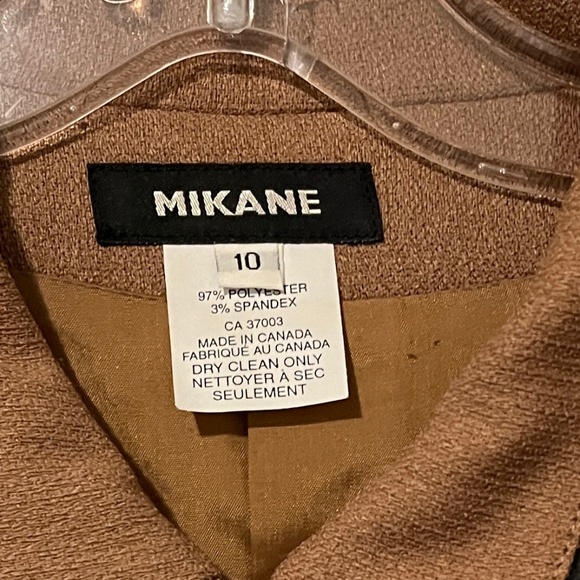 MIKANE
10
97% POLYESTER
3% SPANDEX
CA 37003
MADE IN CANADA
FABRIQUÉ AU CANADA
DRY CLEAN ONLY
NETTOYER À SEC
SEULEMENT